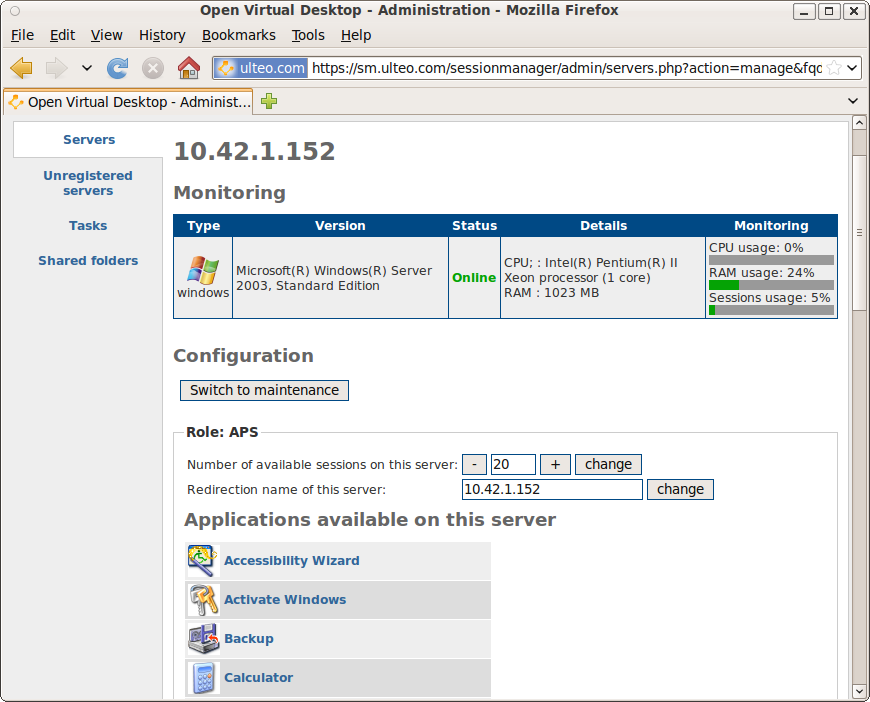 Open Virtual Desktop - Administration - Mozilla Firefox
File Edit View History Bookmarks Tools Help
ulteo.com https://sm.ulteo.com/sessionmanager/admin/servers.php?action=manage&fqd
Open Virtual Desktop - Administ...
Servers
Unregistered
servers
Tasks
Shared folders
10.42.1.152
Monitoring
Type Version Status Details Monitoring
windows
Microsoft(R) Windows(R) Server
2003, Standard Edition
Online
CPU; : Intel(R) Pentium(R) II
Xeon processor (1 core)
RAM : 1023 MB
CPU usage: 0%
RAM usage: 24%
Sessions usage: 5%
Configuration
Switch to maintenance
Role: APS
Number of available sessions on this server: - 20 + change
Redirection name of this server: 10.42.1.152 change
Applications available on this server
Accessibility Wizard
Activate Windows
Backup
Calculator